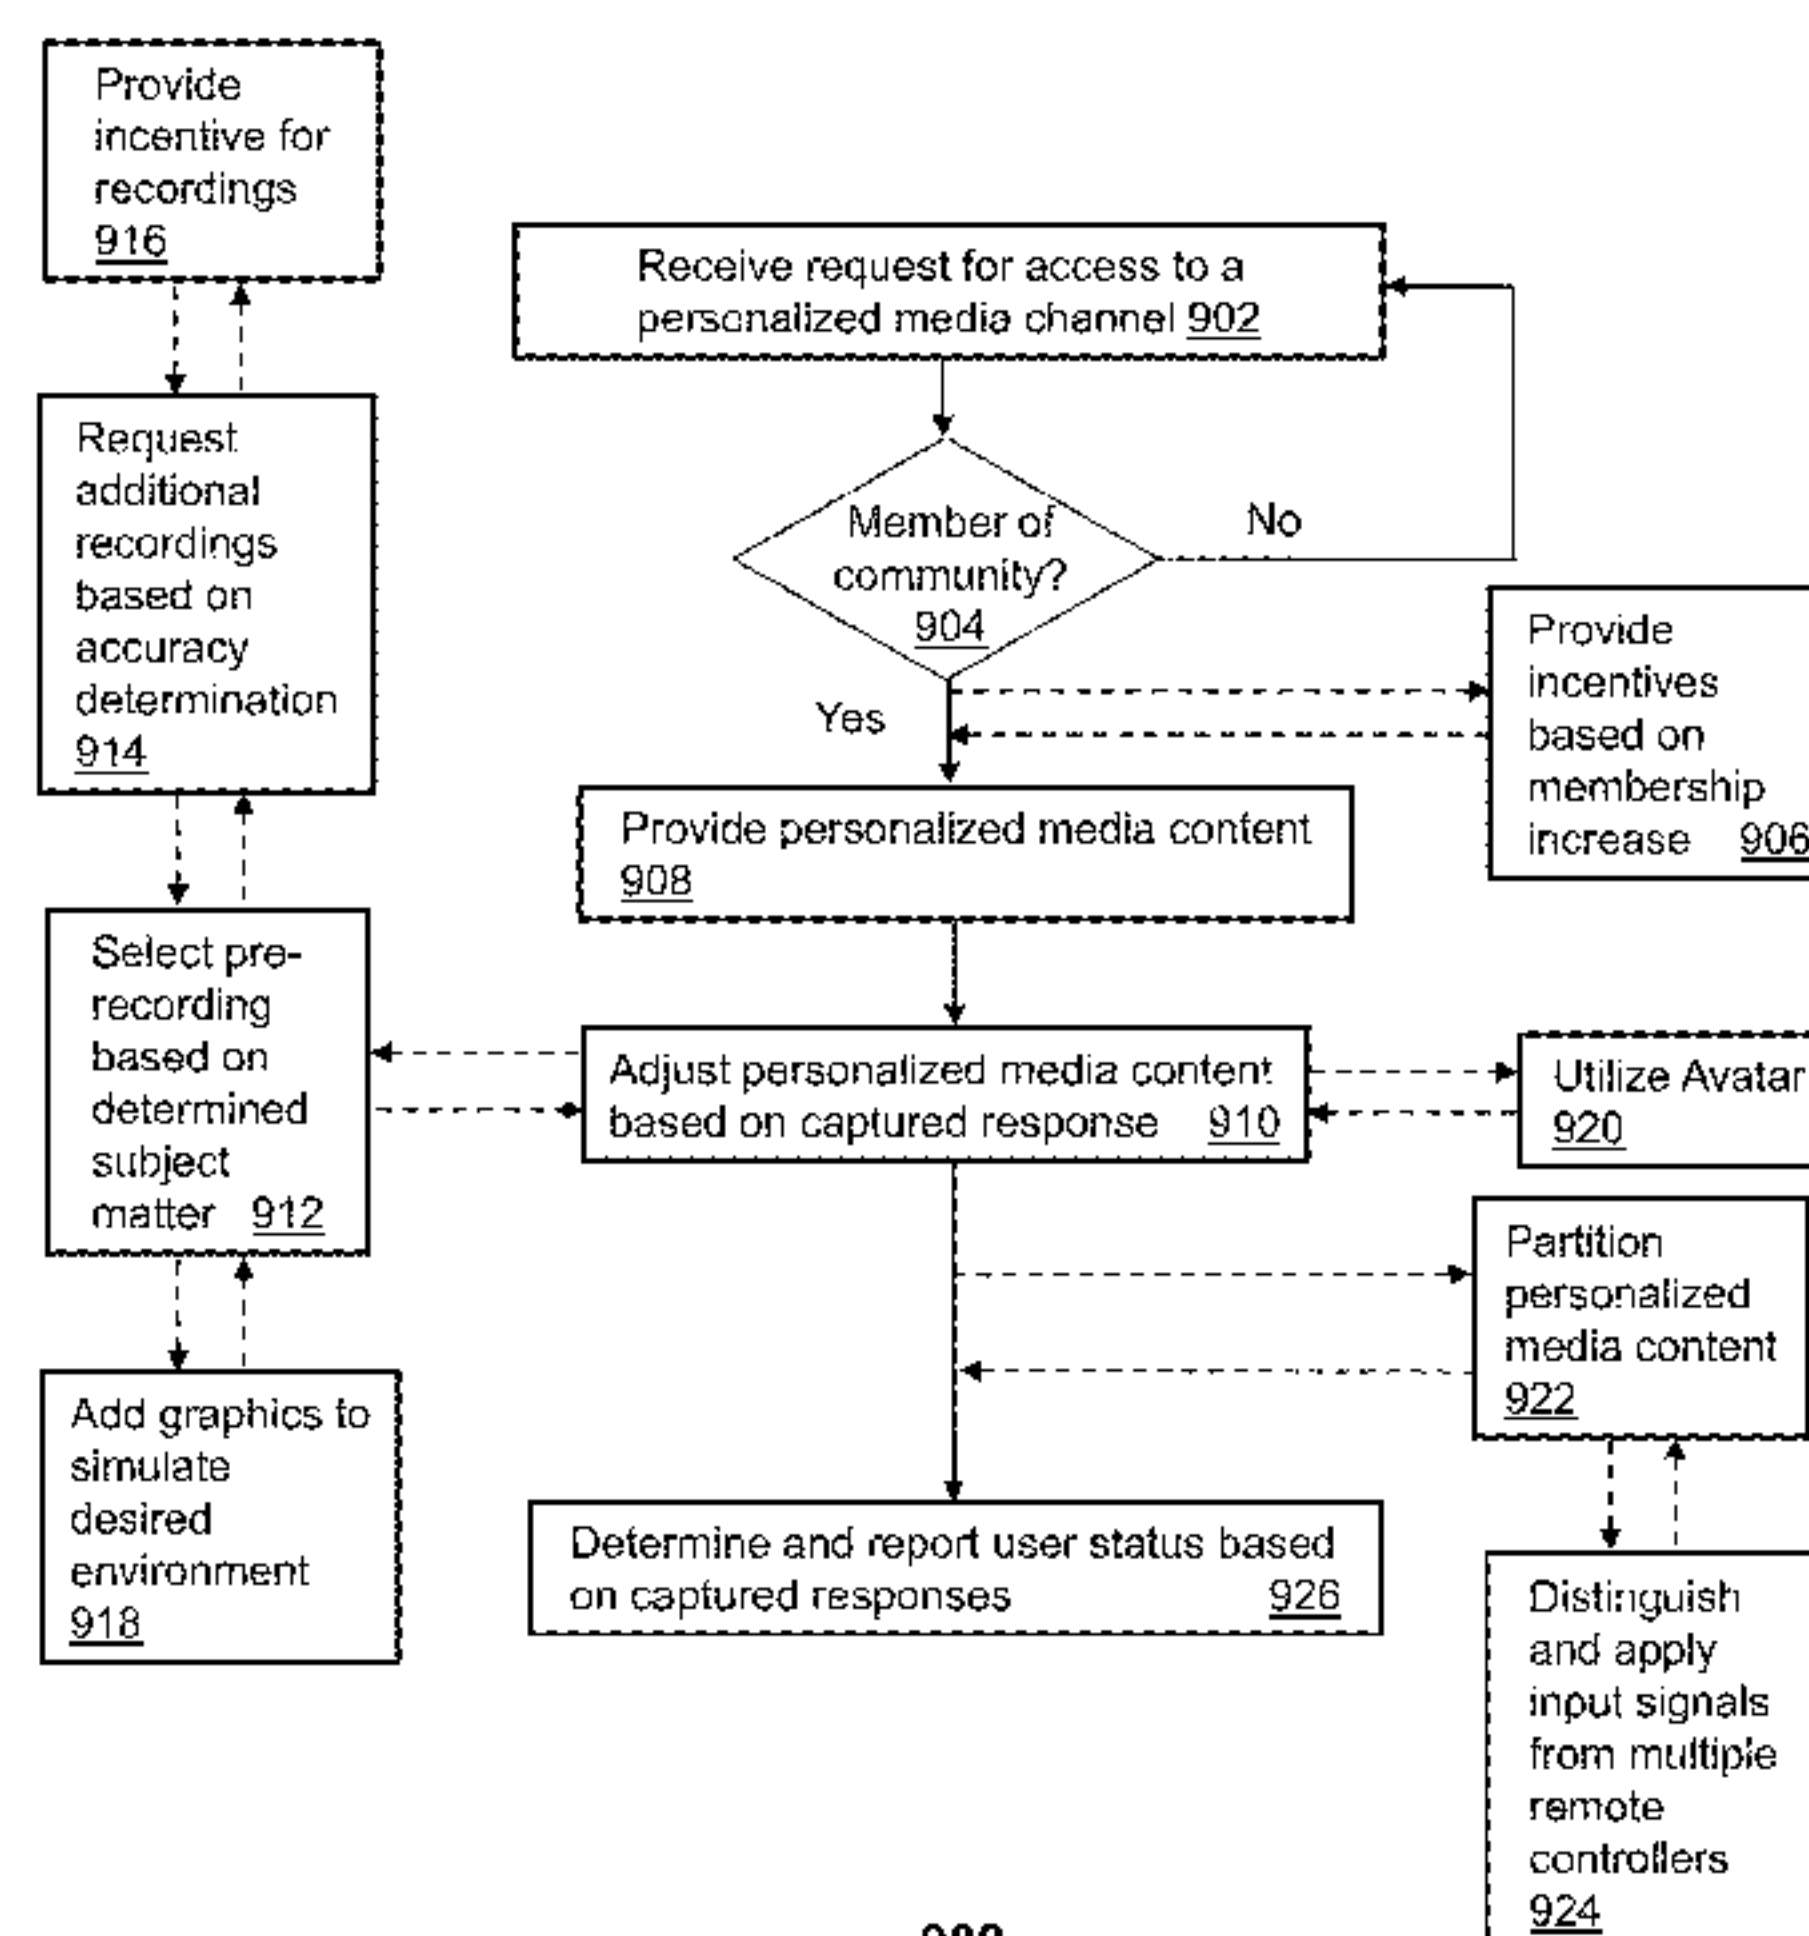 Provide
incentive for
recordings
916
Receive request for access to a
personalized media channel 902
Request
additional
recordings
based on
accuracy
determination
914
Member of
community?
904
No
Yes
Provide
incentives
based on
membership
increase 906
Provide personalized media content
908
Select pre-
recording
based on
determined
subject
matter 912
Adjust personalized media content
based on captured response 910
Utilize Avatar
920
Partition
personalized
media content
922
Add graphics to
simulate
desired
environment
918
Determine and report user status based
on captured responses 926
Distinguish
and apply
input signals
from multiple
remote
controllers
924